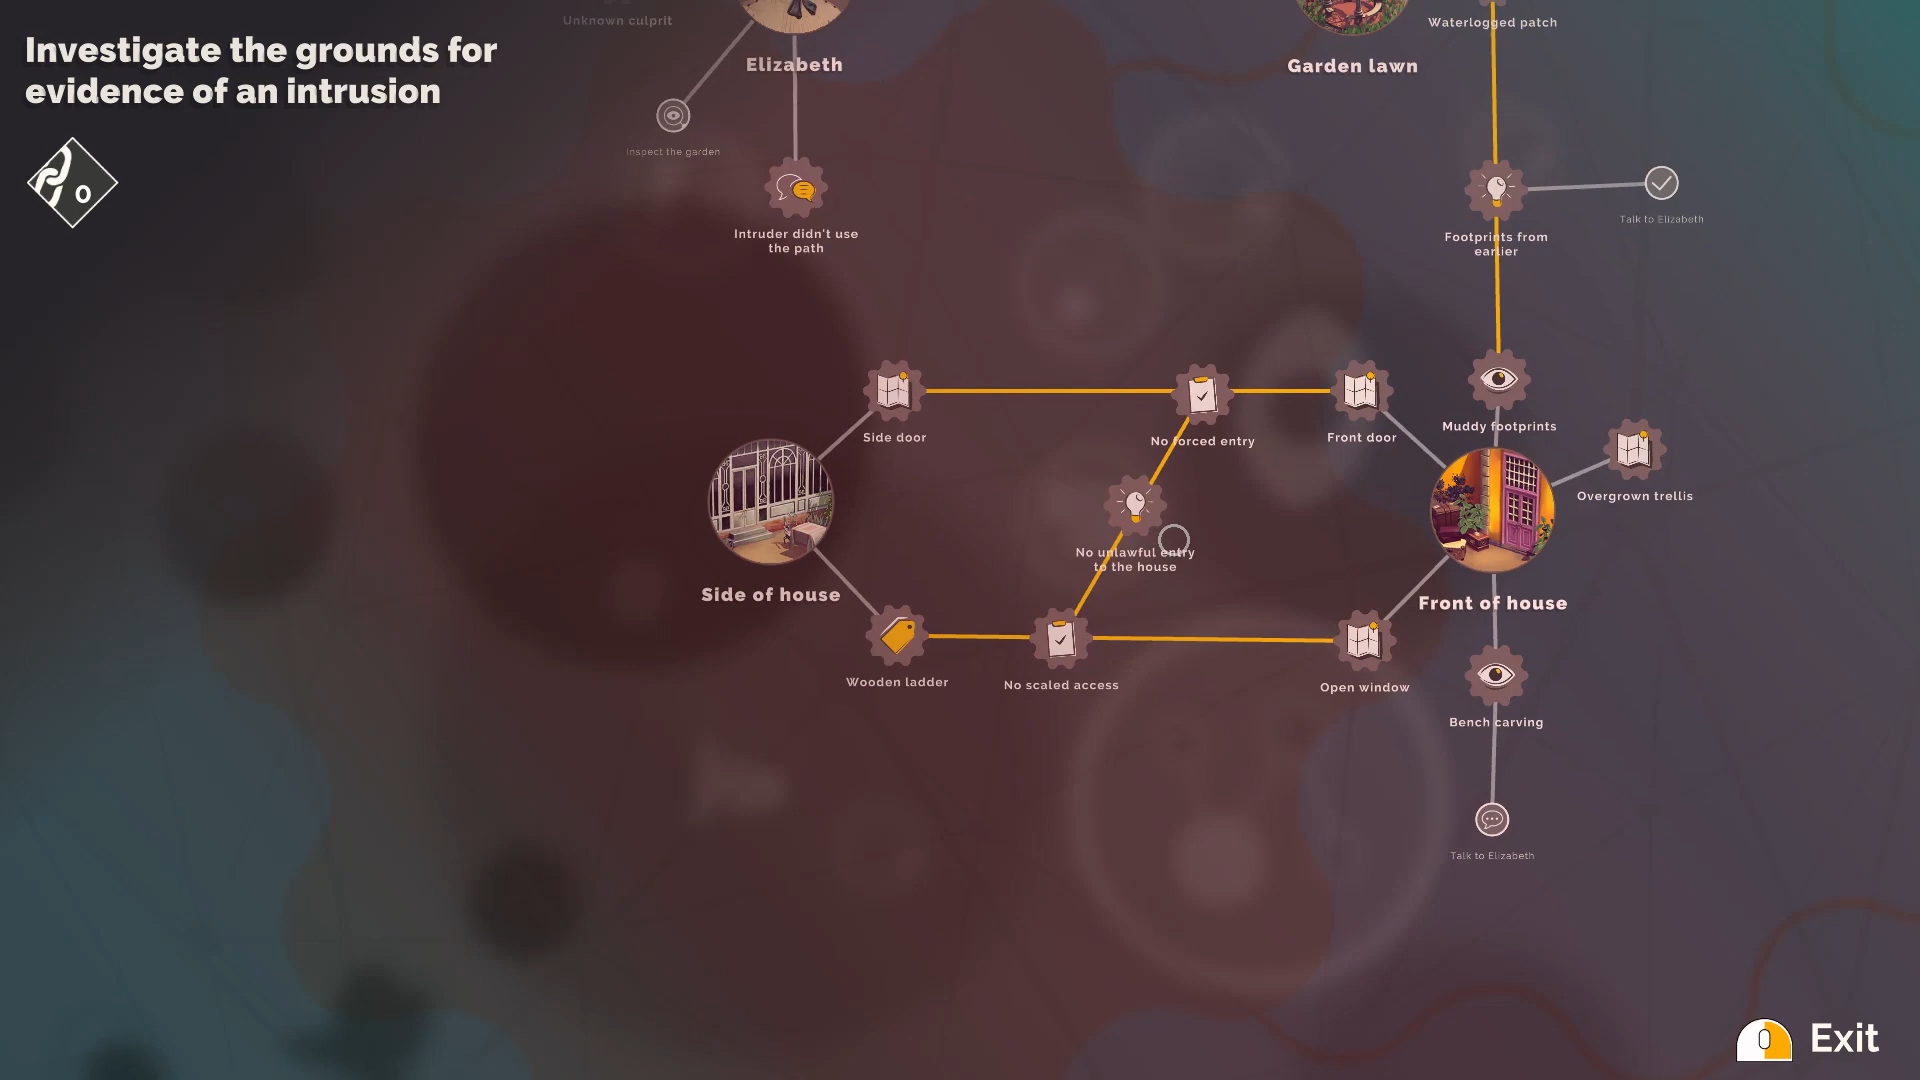 Investigate the grounds for
evidence of an intrusion
0
Unknown culprit
Elizabeth
Garden lawn
Waterlogged patch
Inspect the garden
Intruder didn't use
the path
Footprints from
earlier
Talk to Elizabeth
Side door
No forced entry
Front door
Muddy footprints
Overgrown trellis
No unlawful entry
to the house
Side of house
Front of house
Wooden ladder
No scaled access
Open window
Bench carving
Talk to Elizabeth
Exit